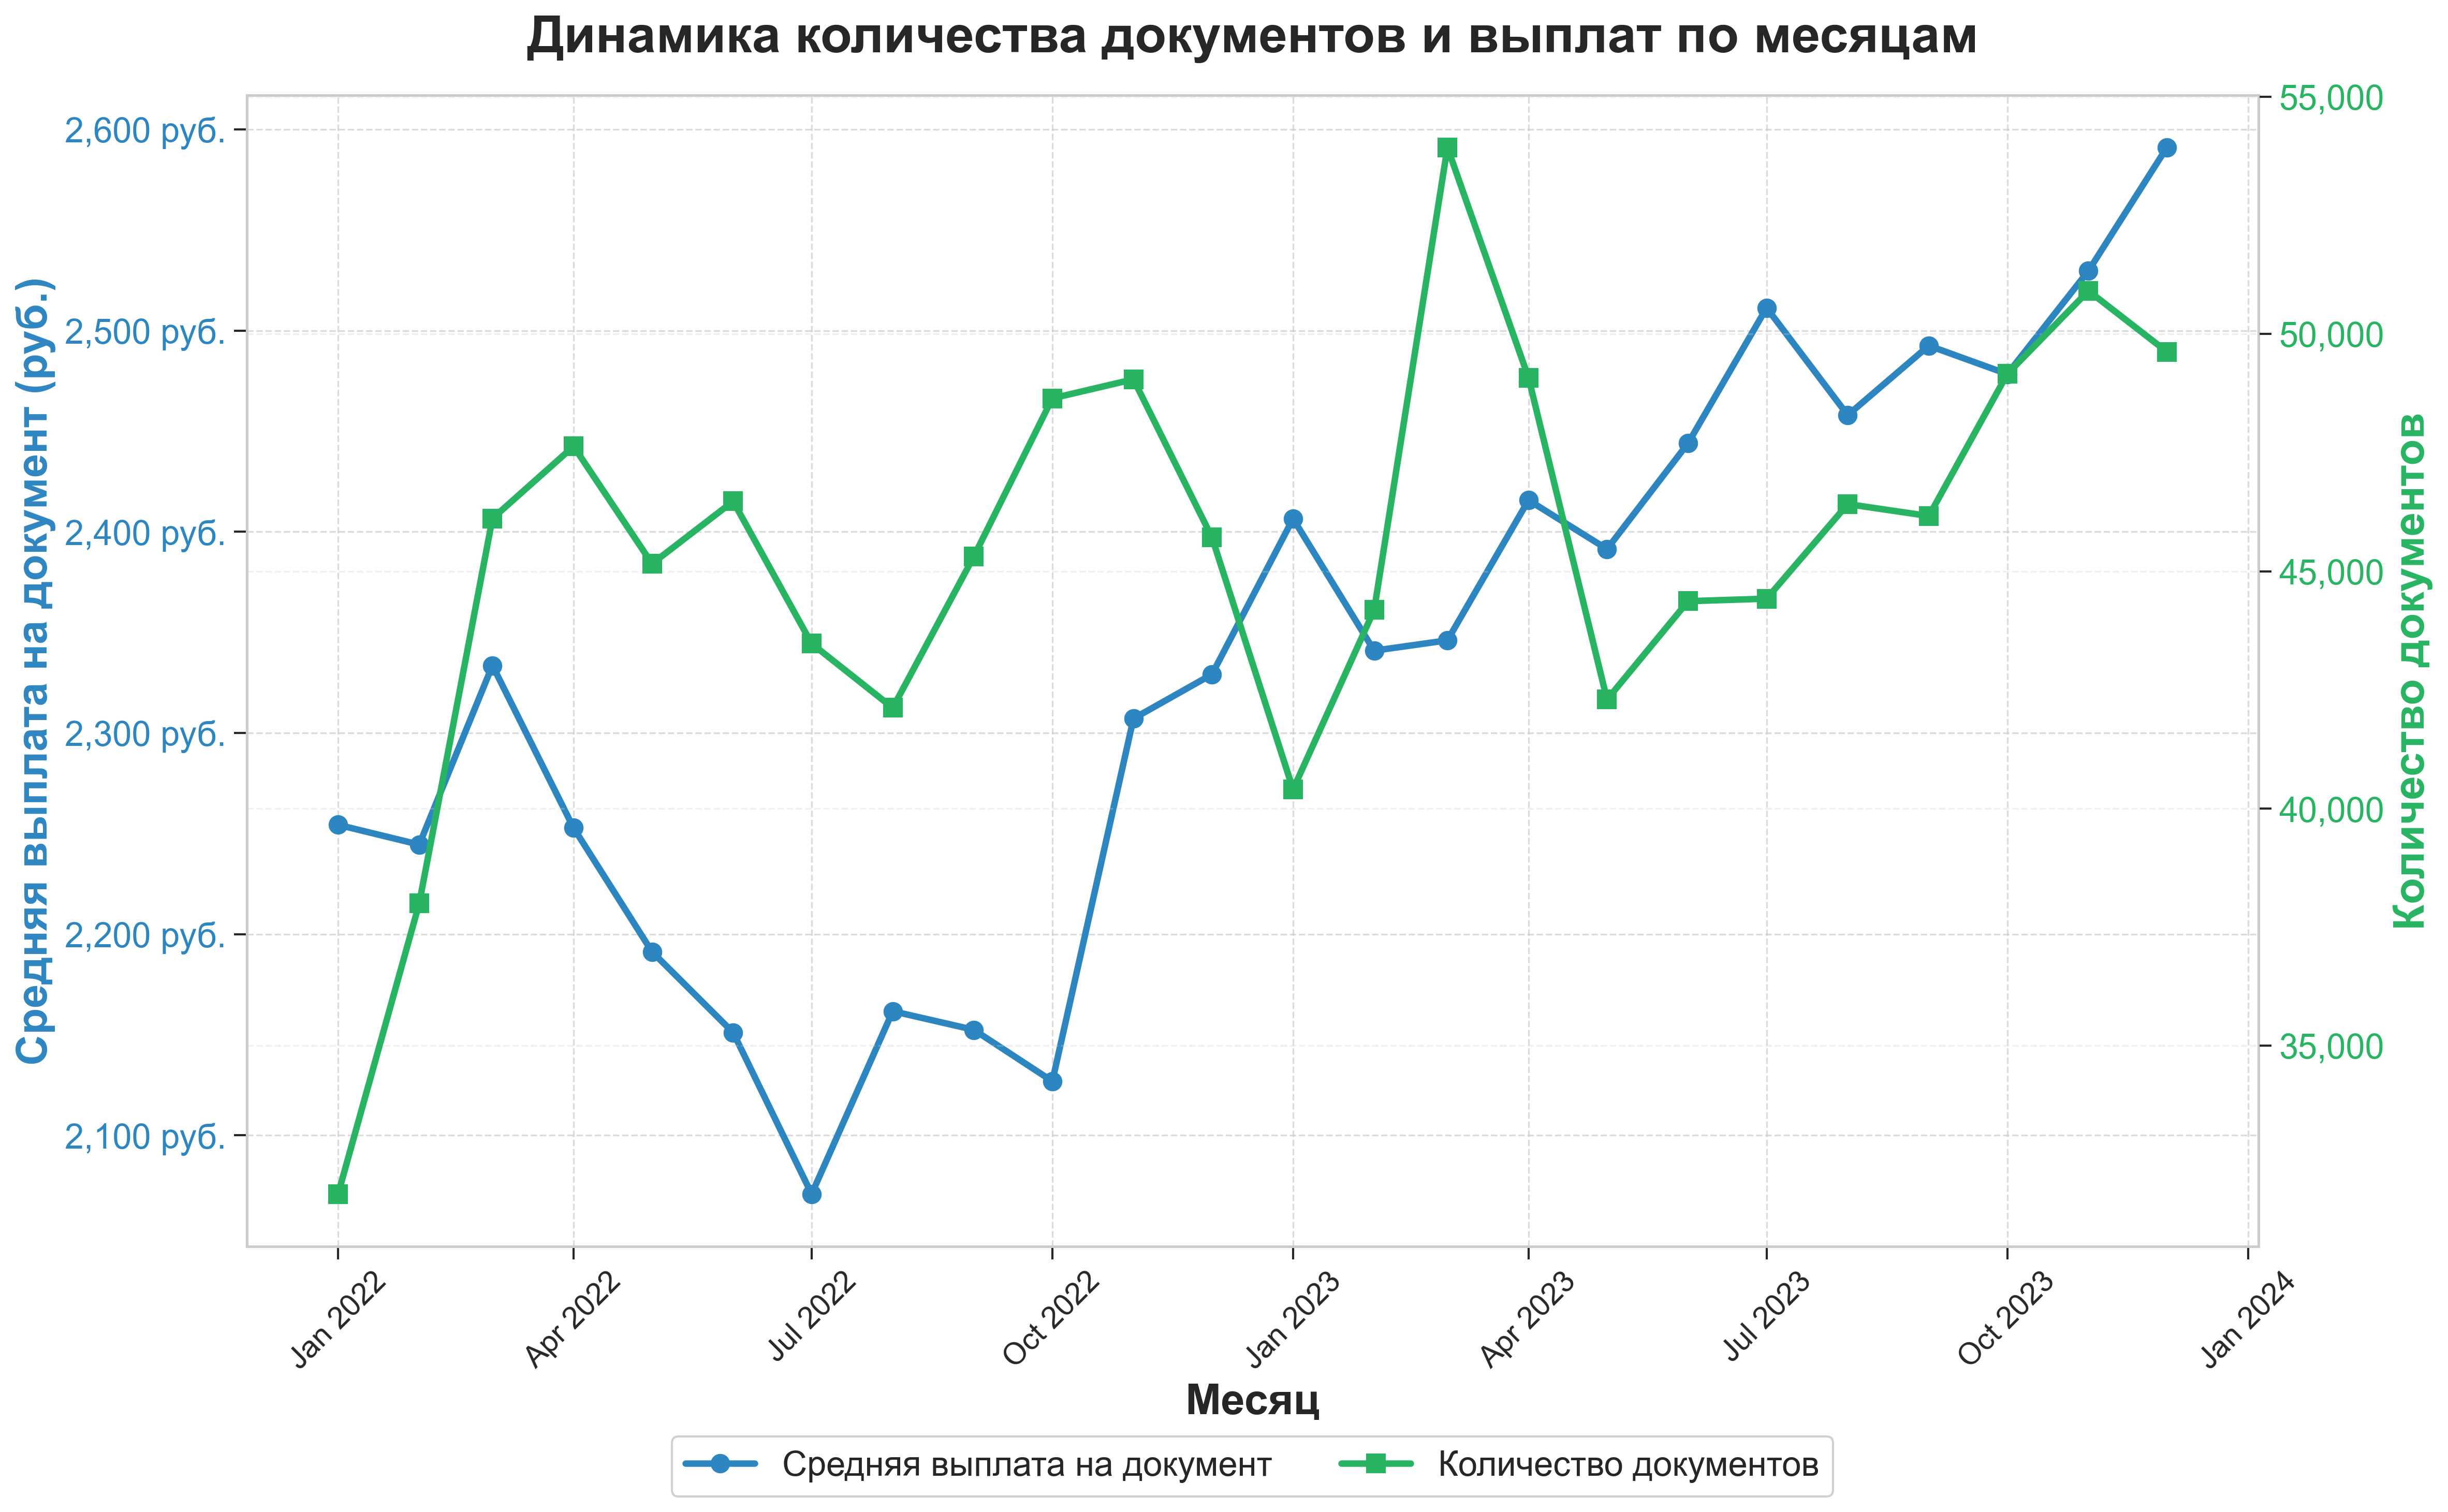 Динамика количества документов и выплат по месяцам
Средняя выплата на документ (руб.)
2,600 руб.
2,500 руб.
2,400 руб.
2,300 руб.
2,200 руб.
2,100 руб.
55,000
50,000
45,000
40,000
35,000
Количество документов
Jan 2022
Apr 2022
Jul 2022
Oct 2022
Jan 2023
Apr 2023
Jul 2023
Oct 2023
Jan 2024
Месяц
Средняя выплата на документ
Количество документов